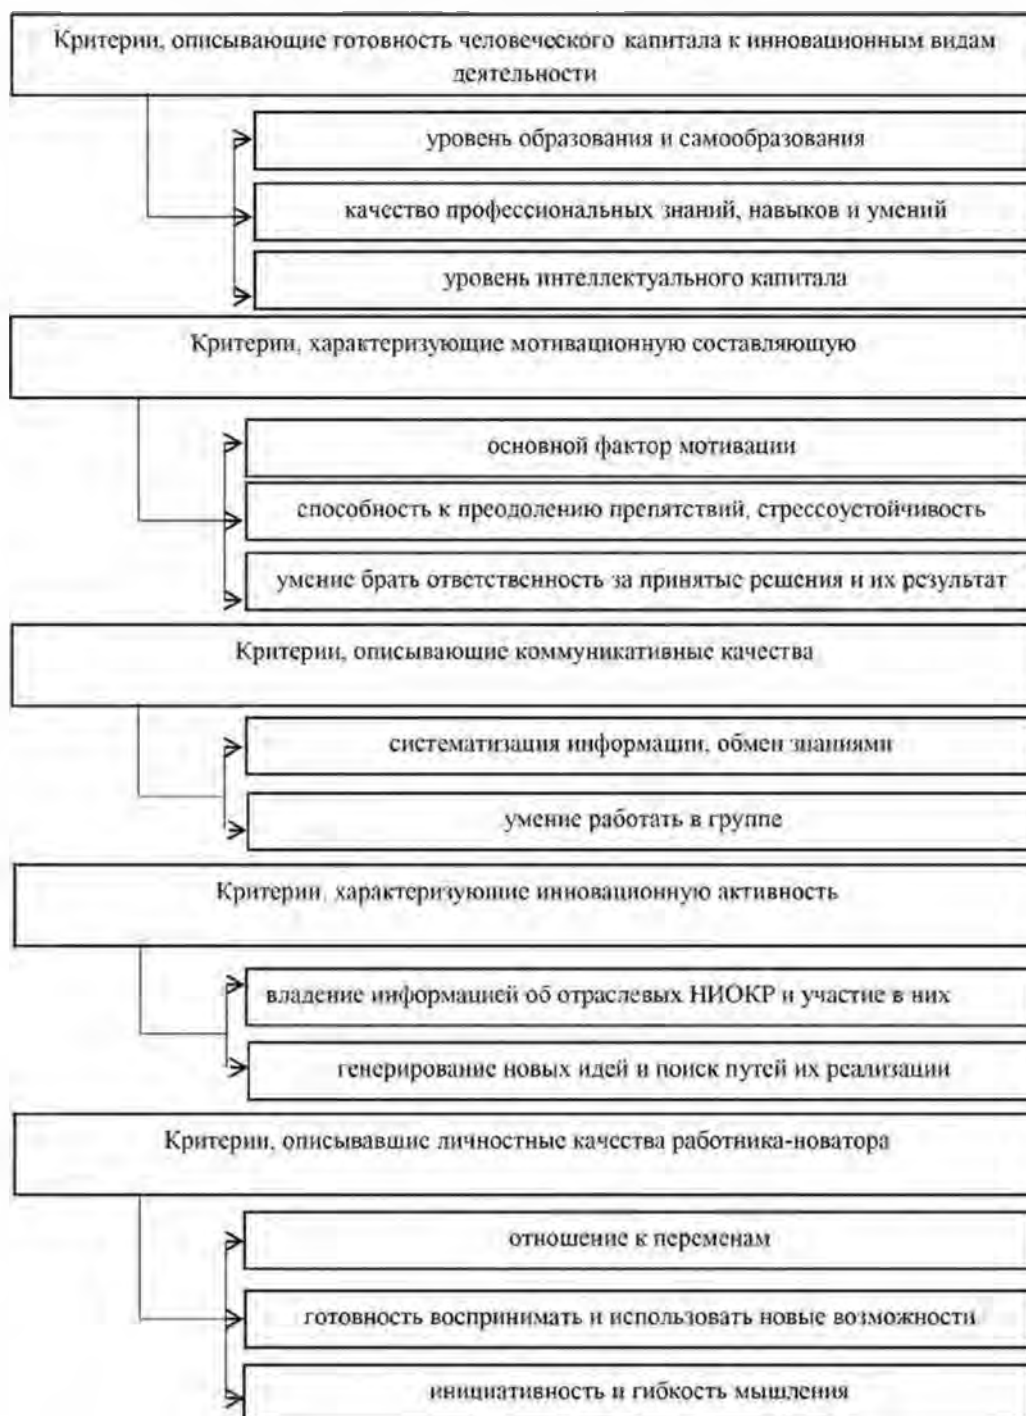 Критерии, описывающие готовность человеческого капитала к инновационным видам
деятельности
уровень образования и самообразования
качество профессиональных знаний, навыков и умений
уровень интеллектуального капитала
Критерии, характеризующие мотивационную составляющую
основной фактор мотивации
способность к преодолению препятствий, стрессоустойчивость
умение брать ответственность за принятые решения и их результат
Критерии, описывающие коммуникативные качества
систематизация информации, обмен знаниями
умение работать в группе
Критерии, характеризующие инновационную активность
владение информацией об отраслевых НИОКР и участие в них
генерирование новых идей и поиск путей их реализации
Критерии, описывавшие личностные качества работника-новатора
отношение к переменам
готовность воспринимать и использовать новые возможности
инициативность и гибкость мышления